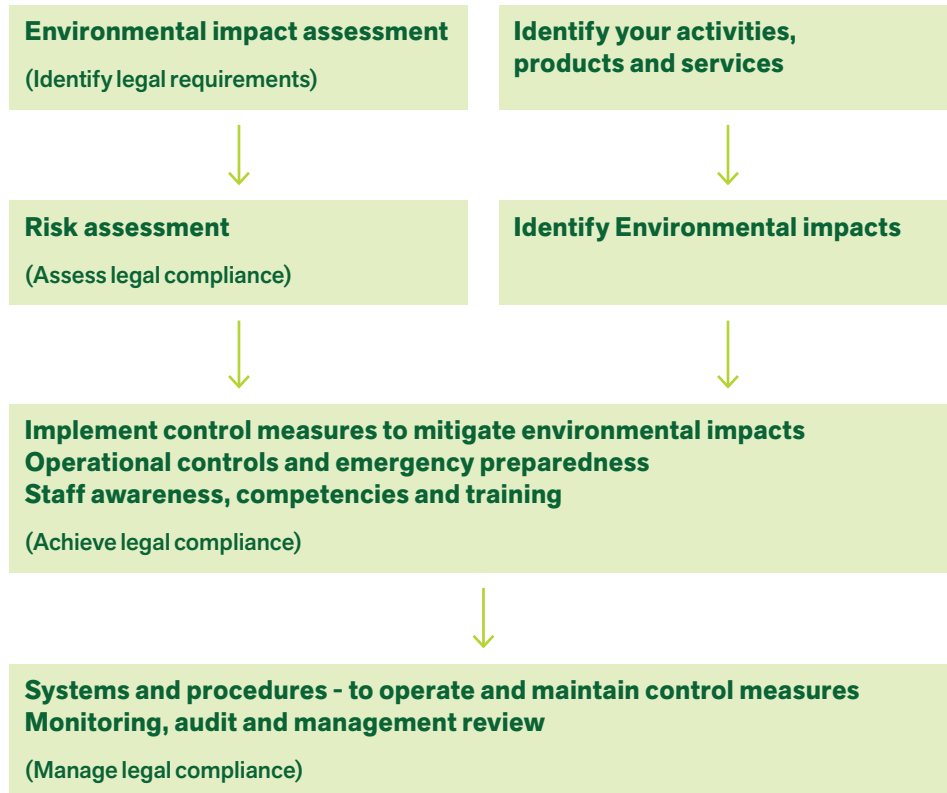 Environmental impact assessment
(Identify legal requirements)
Identify your activities,
products and services
Risk assessment
(Assess legal compliance)
Identify Environmental impacts
Implement control measures to mitigate environmental impacts
Operational controls and emergency preparedness
Staff awareness, competencies and training
(Achieve legal compliance)
Systems and procedures - to operate and maintain control measures
Monitoring, audit and management review
(Manage legal compliance)